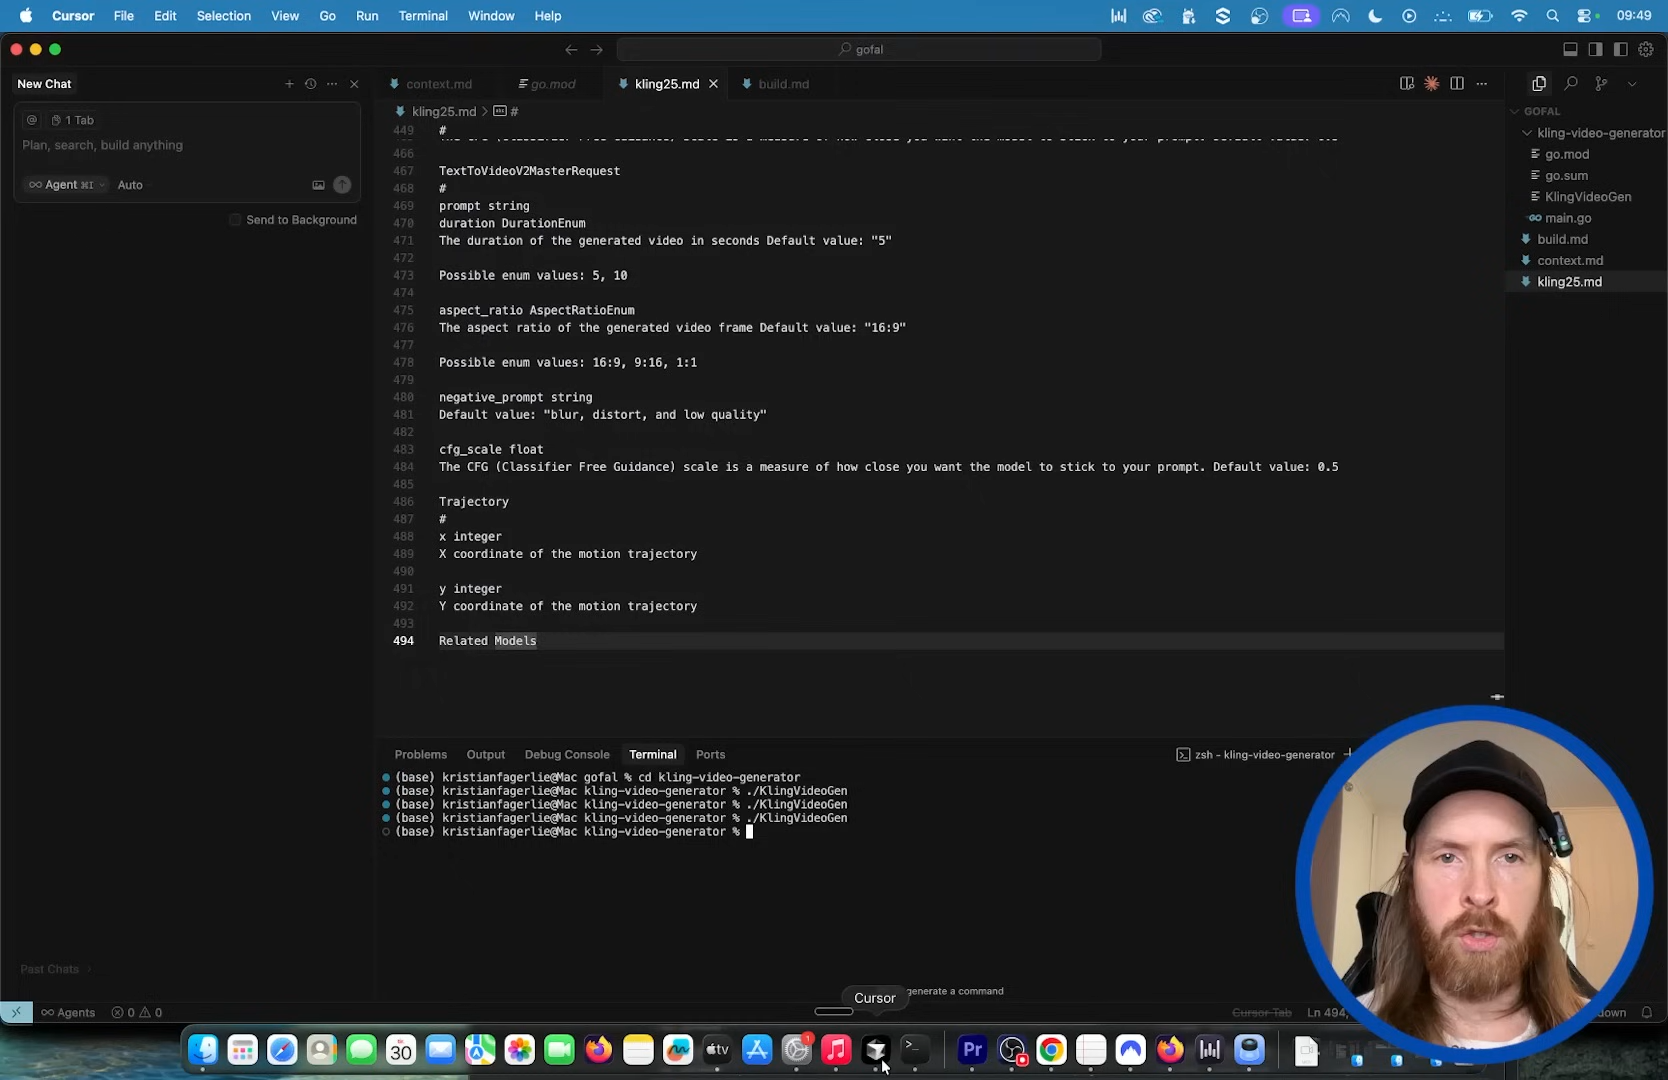 Cursor File Edit Selection View Go Run Terminal Window Help 09:49
gofal
New Chat
context.md go.mod kling25.md build.md
1 Tab
kling25.md > #
GOFAL
Plan, search, build anything
kling-video-generator
go.mod
go.sum
KlingVideoGen
main.go
build.md
context.md
kling25.md
Agent ⌘I Auto
Send to Background
449 #
466
467 TextToVideoV2MasterRequest
468 #
469 prompt string
470 duration DurationEnum
471 The duration of the generated video in seconds Default value: "5"
472
473 Possible enum values: 5, 10
474
475 aspect_ratio AspectRatioEnum
476 The aspect ratio of the generated video frame Default value: "16:9"
477
478 Possible enum values: 16:9, 9:16, 1:1
479
480 negative_prompt string
481 Default value: "blur, distort, and low quality"
482
483 cfg_scale float
484 The CFG (Classifier Free Guidance) scale is a measure of how close you want the model to stick to your prompt. Default value: 0.5
485
486 Trajectory
487 #
488 x integer
489 X coordinate of the motion trajectory
490
491 y integer
492 Y coordinate of the motion trajectory
493
494 Related Models
Problems Output Debug Console Terminal Ports zsh - kling-video-generator
(base) kristianfagerlie@Mac gofal % cd kling-video-generator
(base) kristianfagerlie@Mac kling-video-generator % ./KlingVideoGen
(base) kristianfagerlie@Mac kling-video-generator % ./KlingVideoGen
(base) kristianfagerlie@Mac kling-video-generator % ./KlingVideoGen
(base) kristianfagerlie@Mac kling-video-generator %
Past Chats
generate a command
Cursor
Agents 0 0 Cursor Tab Ln 494,
30 tv 1 Pr